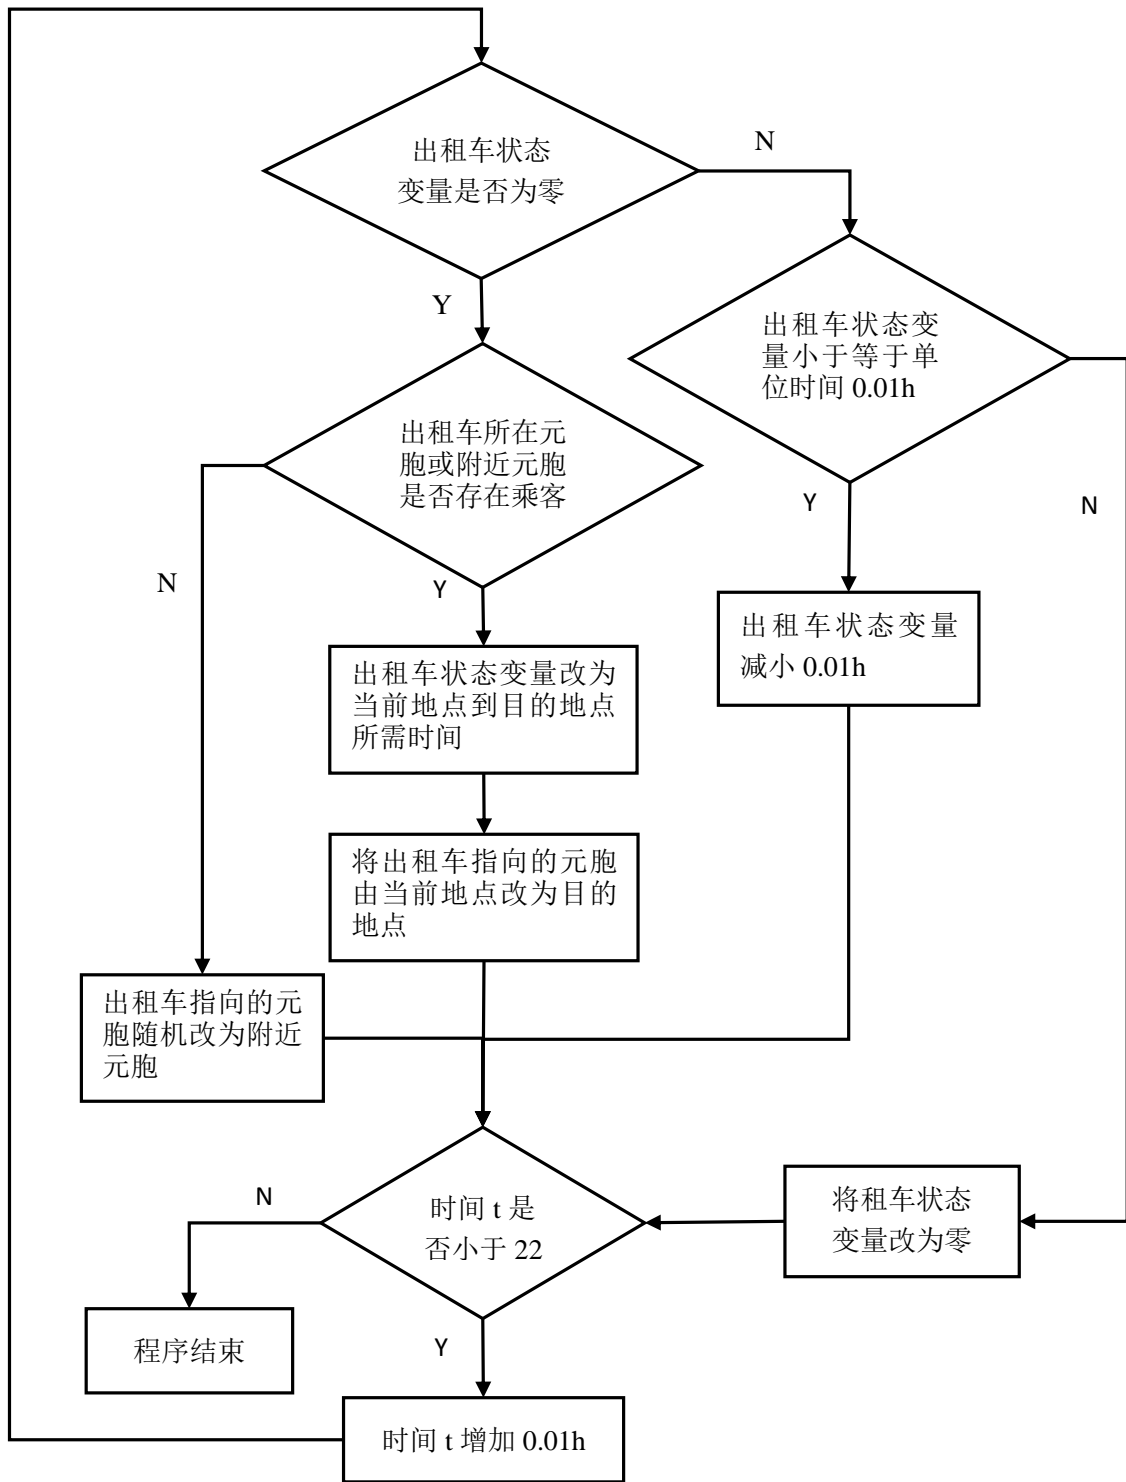 出租车状态
变量是否为零
N
Y
出租车状态变
量小于等于单
位时间 0.01h
出租车所在元
胞或附近元胞
是否存在乘客
Y
N
N
Y
出租车状态变量
减小 0.01h
出租车状态变量改为
当前地点到目的地点
所需时间
将出租车指向的元胞
由当前地点改为目的
地点
出租车指向的元
胞随机改为附近
元胞
N
时间 t 是
否小于 22
将租车状态
变量改为零
程序结束
Y
时间 t 增加 0.01h